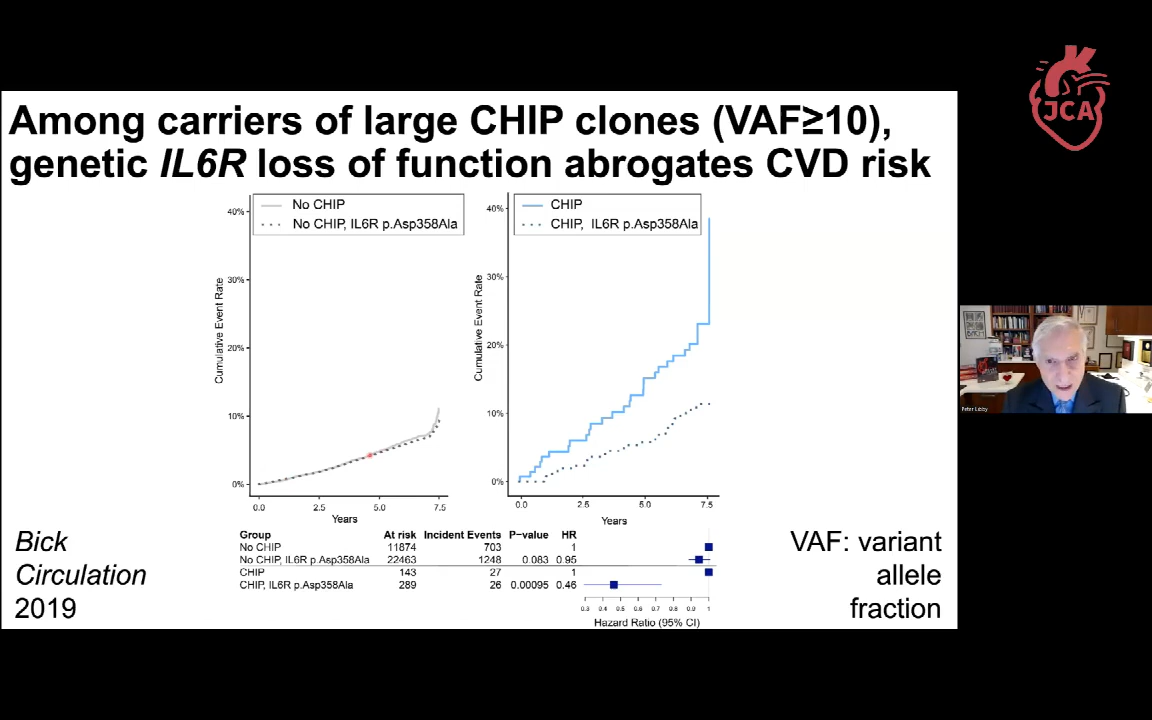 JCA
Among carriers of large CHIP clones (VAF≥10),
genetic IL6R loss of function abrogates CVD risk
No CHIP
No CHIP, IL6R p.Asp358Ala
40%
30%
20%
10%
0%
Cumulative Event Rate
0.0 2.5 5.0 7.5
Years
CHIP
CHIP, IL6R p.Asp358Ala
40%
30%
20%
10%
0%
Cumulative Event Rate
0.0 2.5 5.0 7.5
Years
Group At risk Incident Events P-value HR
No CHIP 11874 703 1
No CHIP, IL6R p.Asp358Ala 22463 1248 0.083 0.95
CHIP 143 27 1
CHIP, IL6R p.Asp358Ala 289 26 0.00095 0.46
0.3 0.4 0.5 0.6 0.7 0.8 0.9 1
Hazard Ratio (95% CI)
Bick
Circulation
2019
VAF: variant
allele
fraction
Peter Libby